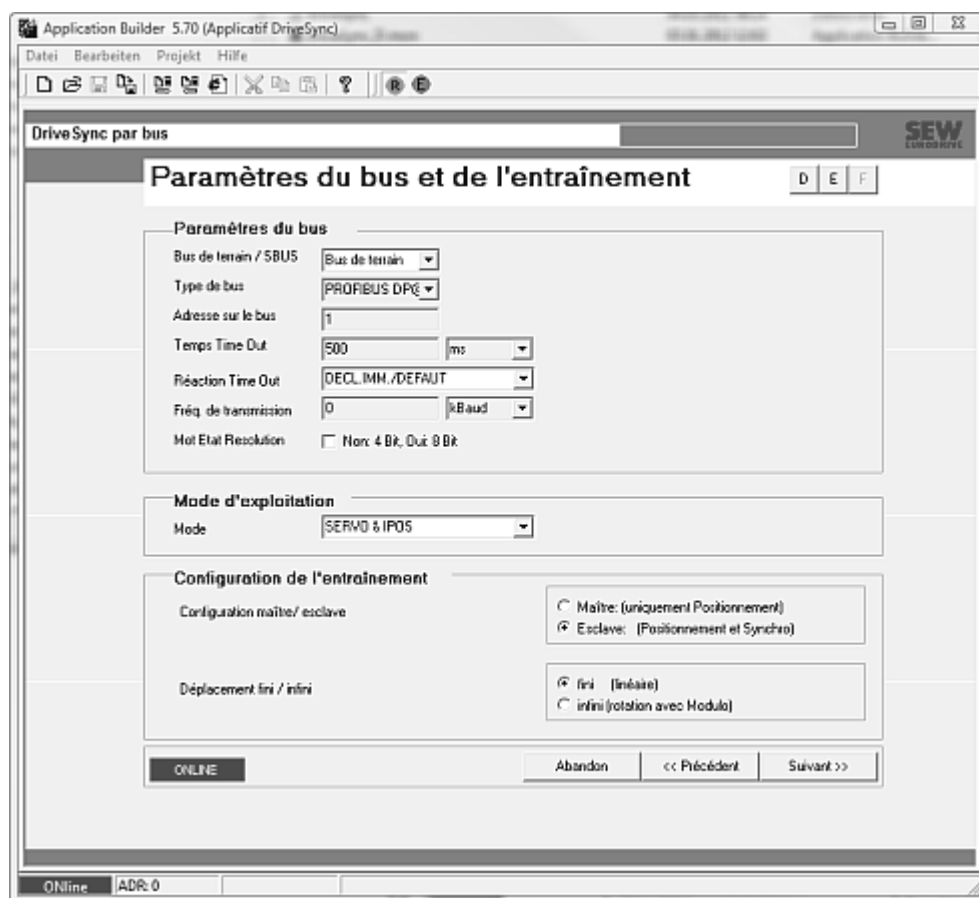 Application Builder 5.70 (Applicatif DriveSync)
Datei Bearbeiten Projekt Hilfe
R E
DriveSync par bus
SEW
EURODRIVE
Paramètres du bus et de l'entraînement
D E F
Paramètres du bus
Bus de terrain / SBUS Bus de terrain
Type de bus PROFIBUS DP
Adresse sur le bus 1
Temps Time Out 500 ms
Réaction Time Out DECL.IMM./DEFAUT
Fréq. de transmission 0 kBaud
Mot Etat Resolution Non: 4 Bit, Oui: 8 Bit
Mode d'exploitation
Mode SERVO & IPOS
Configuration de l'entraînement
Configuration maître/ esclave
Maître: (uniquement Positionnement)
Esclave: (Positionnement et Synchro)
Déplacement fini / infini
fini (linéaire)
infini (rotation avec Modulo)
ONLINE Abandon << Précédent Suivant >>
ONline ADR: 0